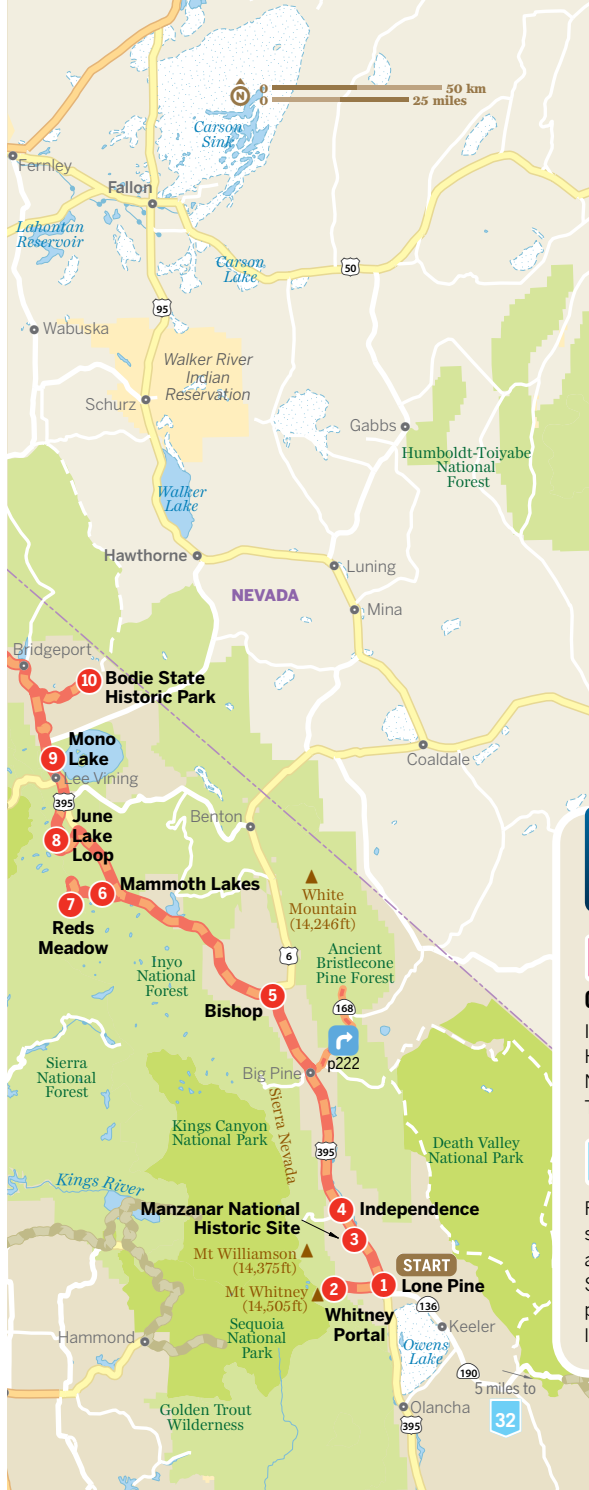 0
50 km
N
0
25 miles
Carson
Sink
Fernley
Fallon
Lahontan
Reservoir
Carson
Lake
50
95
Wabuska
Walker River
Indian
Reservation
Schurz
Gabbs
Humboldt-Toiyabe
National
Forest
Walker
Lake
Hawthorne
Luning
NEVADA
Mina
Bridgeport
10
Bodie State
Historic Park
Mono
Lake
9
Lee Vining
Coaldale
395
June
Lake
Loop
8
Benton
Mammoth Lakes
6
7
Reds
Meadow
White
Mountain
(14,246ft)
6
Ancient
Bristlecone
Pine Forest
Inyo
National
Forest
5
Bishop
168
p222
Big Pine
Sierra
National
Forest
Sierra Nevada
Kings Canyon
National Park
395
Death Valley
National Park
Kings River
Manzanar National
Historic Site
4
Independence
3
Mt Williamson
(14,375ft)
START
1
Lone Pine
2
Mt Whitney
(14,505ft)
Whitney
Portal
136
Keeler
Sequoia
National
Park
Hammond
Owens
Lake
190
5 miles to
32
Golden Trout
Wilderness
Olancha
395